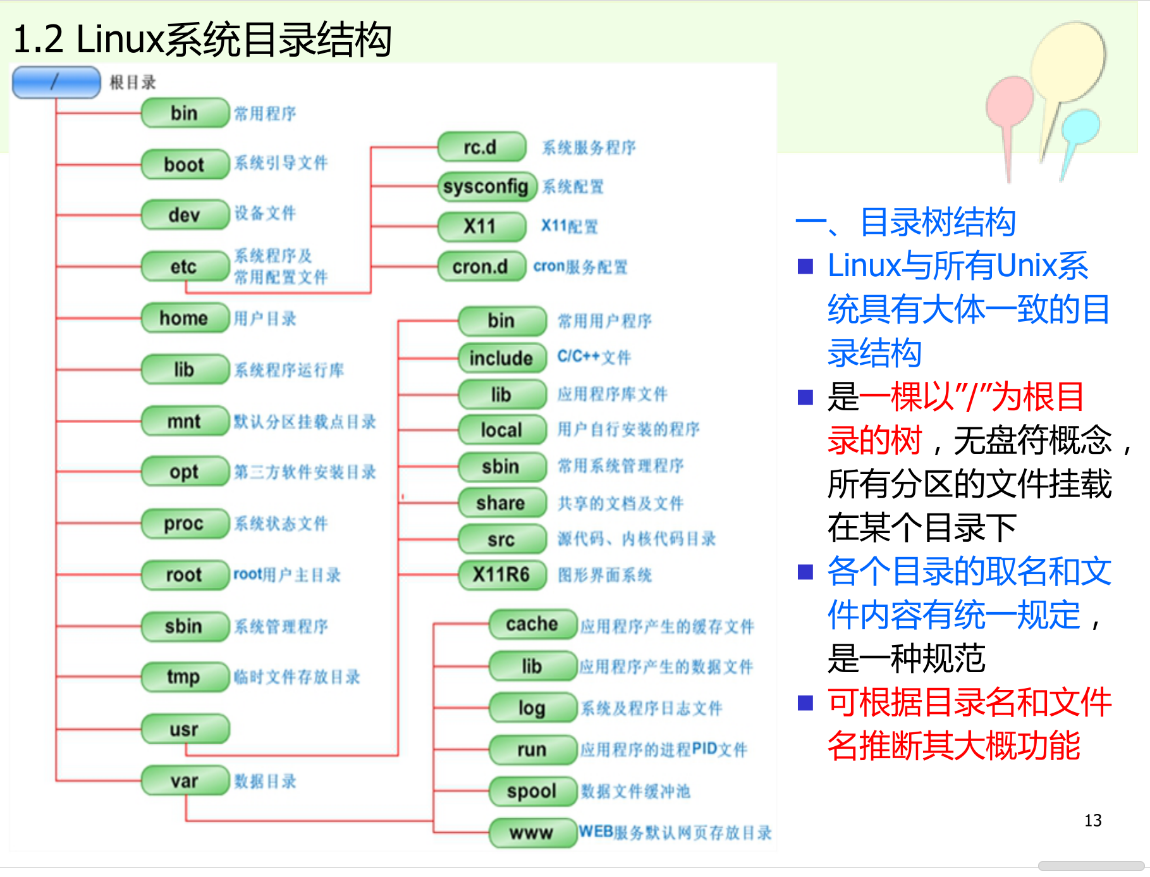 1.2 Linux系统目录结构
/ 根目录
bin 常用程序
boot 系统引导文件
dev 设备文件
etc 系统程序及
常用配置文件
home 用户目录
lib 系统程序运行库
mnt 默认分区挂载点目录
opt 第三方软件安装目录
proc 系统状态文件
root root用户主目录
sbin 系统管理程序
tmp 临时文件存放目录
usr
var 数据目录
rc.d 系统服务程序
sysconfig 系统配置
X11 X11配置
cron.d cron服务配置
bin 常用用户程序
include C/C++文件
lib 应用程序库文件
local 用户自行安装的程序
sbin 常用系统管理程序
share 共享的文档及文件
src 源代码、内核代码目录
X11R6 图形界面系统
cache 应用程序产生的缓存文件
lib 应用程序产生的数据文件
log 系统及程序日志文件
run 应用程序的进程PID文件
spool 数据文件缓冲池
www WEB服务默认网页存放目录
一、目录树结构
■ Linux与所有Unix系
统具有大体一致的目
录结构
■ 是一棵以”/”为根目
录的树，无盘符概念，
所有分区的文件挂载
在某个目录下
■ 各个目录的取名和文
件内容有统一规定，
是一种规范
■ 可根据目录名和文件
名推断其大概功能
13